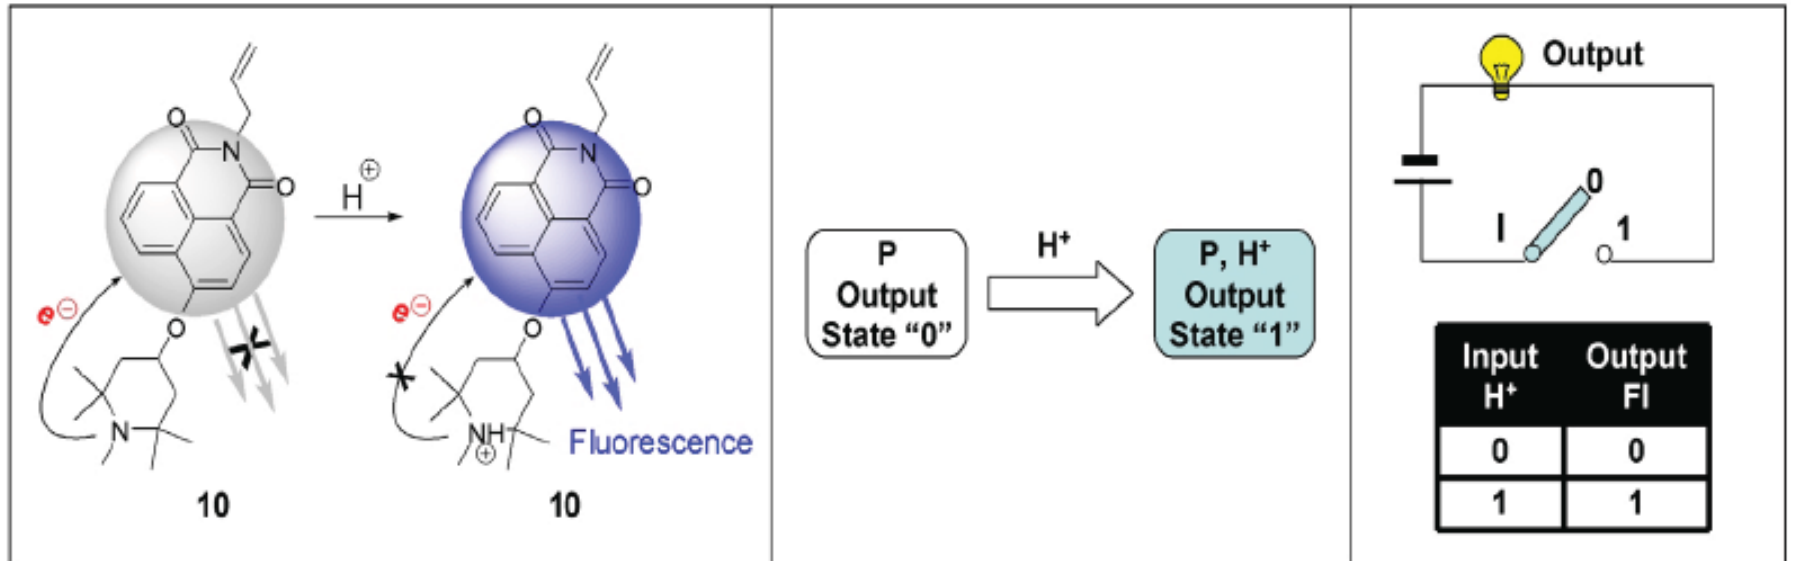 O
N
O
H⊕
e⊖
O
N
10
O
N
O
e⊖
O
NH
⊕
Fluorescence
10
P
Output
State “0”
H⁺
P, H⁺
Output
State “1”
Output
0
I
1
Input Output
H⁺ Fl
0 0
1 1